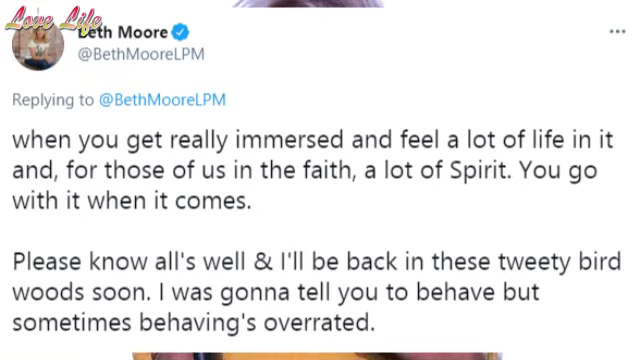 Love Life
Beth Moore
@BethMooreLPM
Replying to @BethMooreLPM
when you get really immersed and feel a lot of life in it
and, for those of us in the faith, a lot of Spirit. You go
with it when it comes.
Please know all's well & I'll be back in these tweety bird
woods soon. I was gonna tell you to behave but
sometimes behaving's overrated.